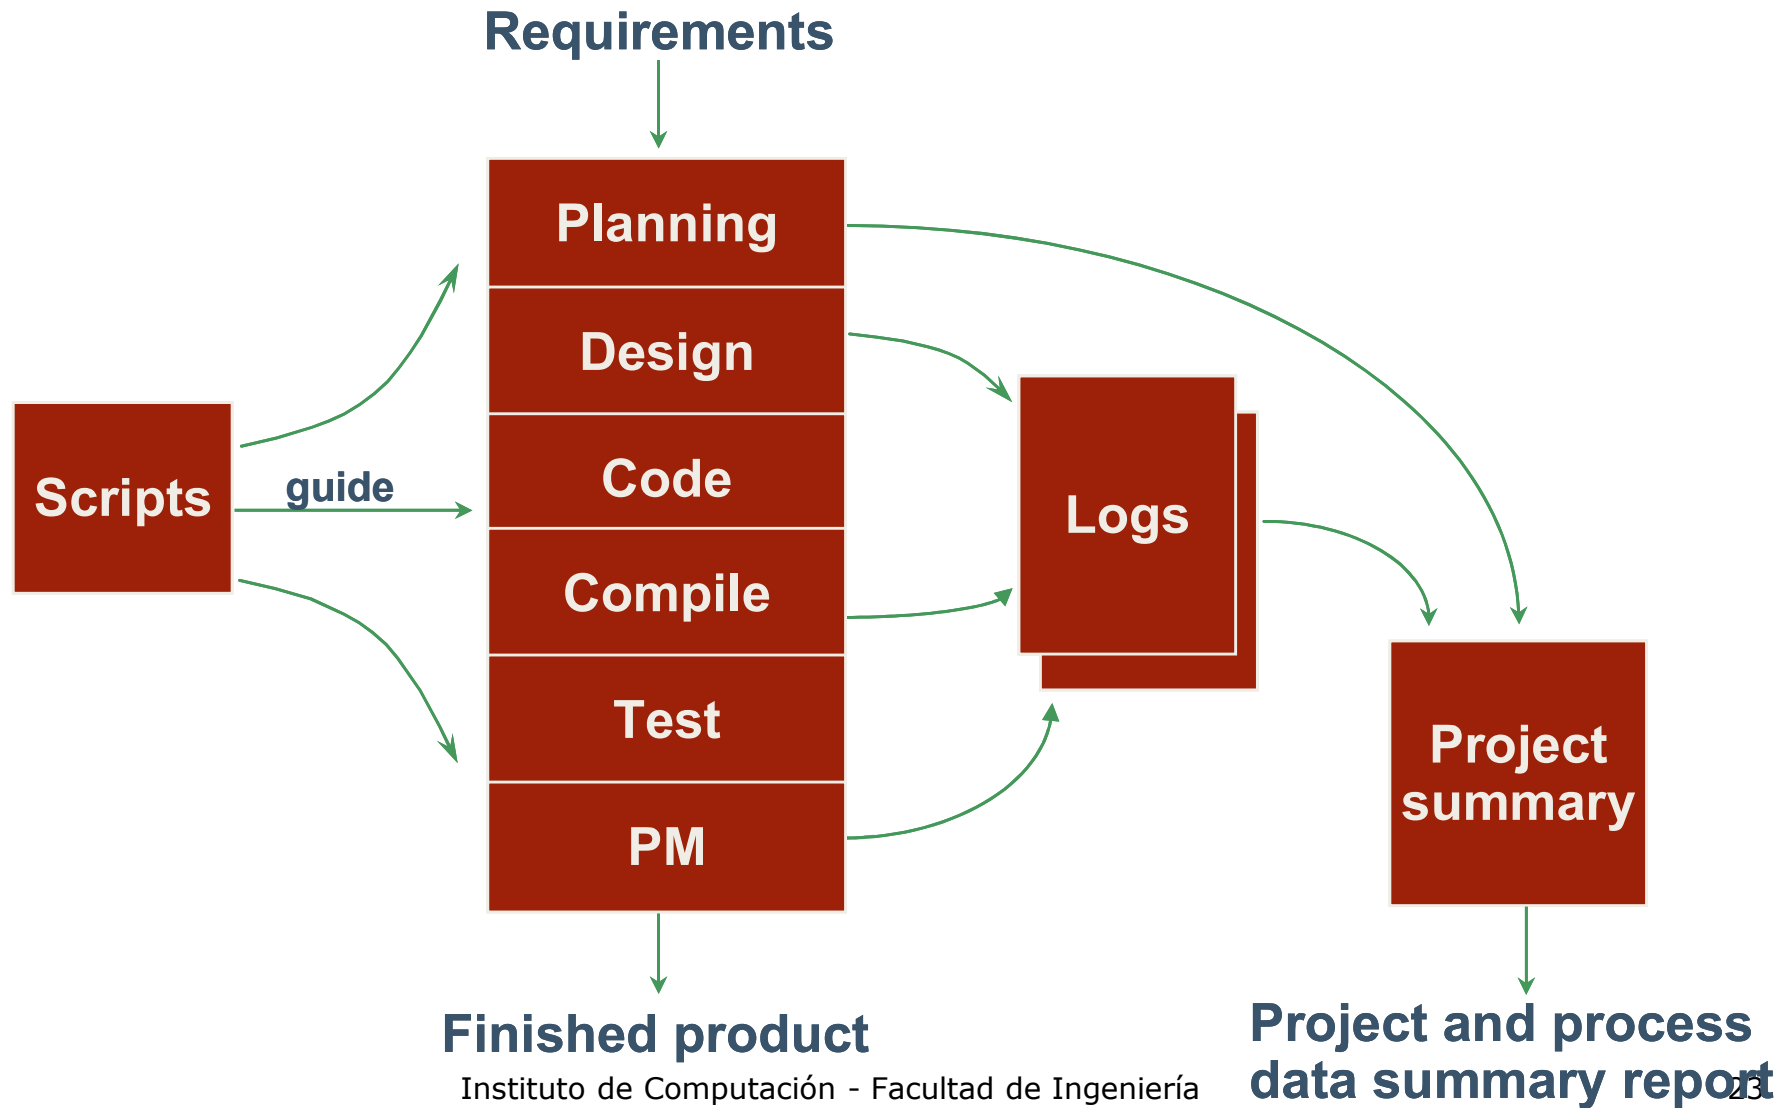 Requirements
Planning
Design
Code
Compile
Test
PM
Scripts
guide
Logs
Project
summary
Finished product
Project and process
data summary report
Instituto de Computación - Facultad de Ingeniería
23